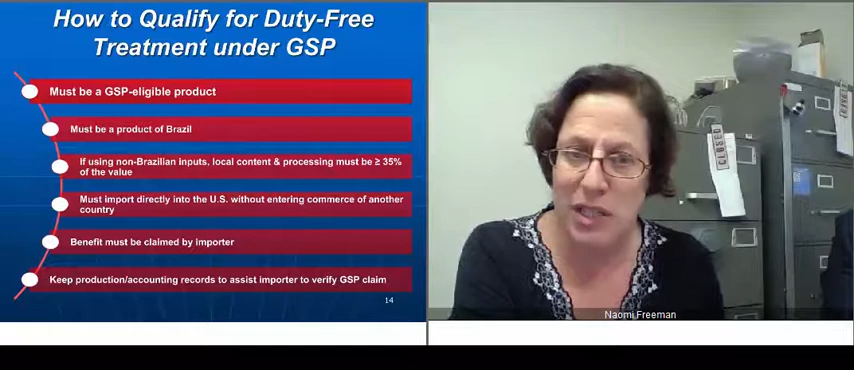 How to Qualify for Duty-Free
Treatment under GSP
Must be a GSP-eligible product
Must be a product of Brazil
If using non-Brazilian inputs, local content & processing must be ≥ 35%
of the value
Must import directly into the U.S. without entering commerce of another
country
Benefit must be claimed by importer
Keep production/accounting records to assist importer to verify GSP claim
14
CLOSED
Naomi Freeman